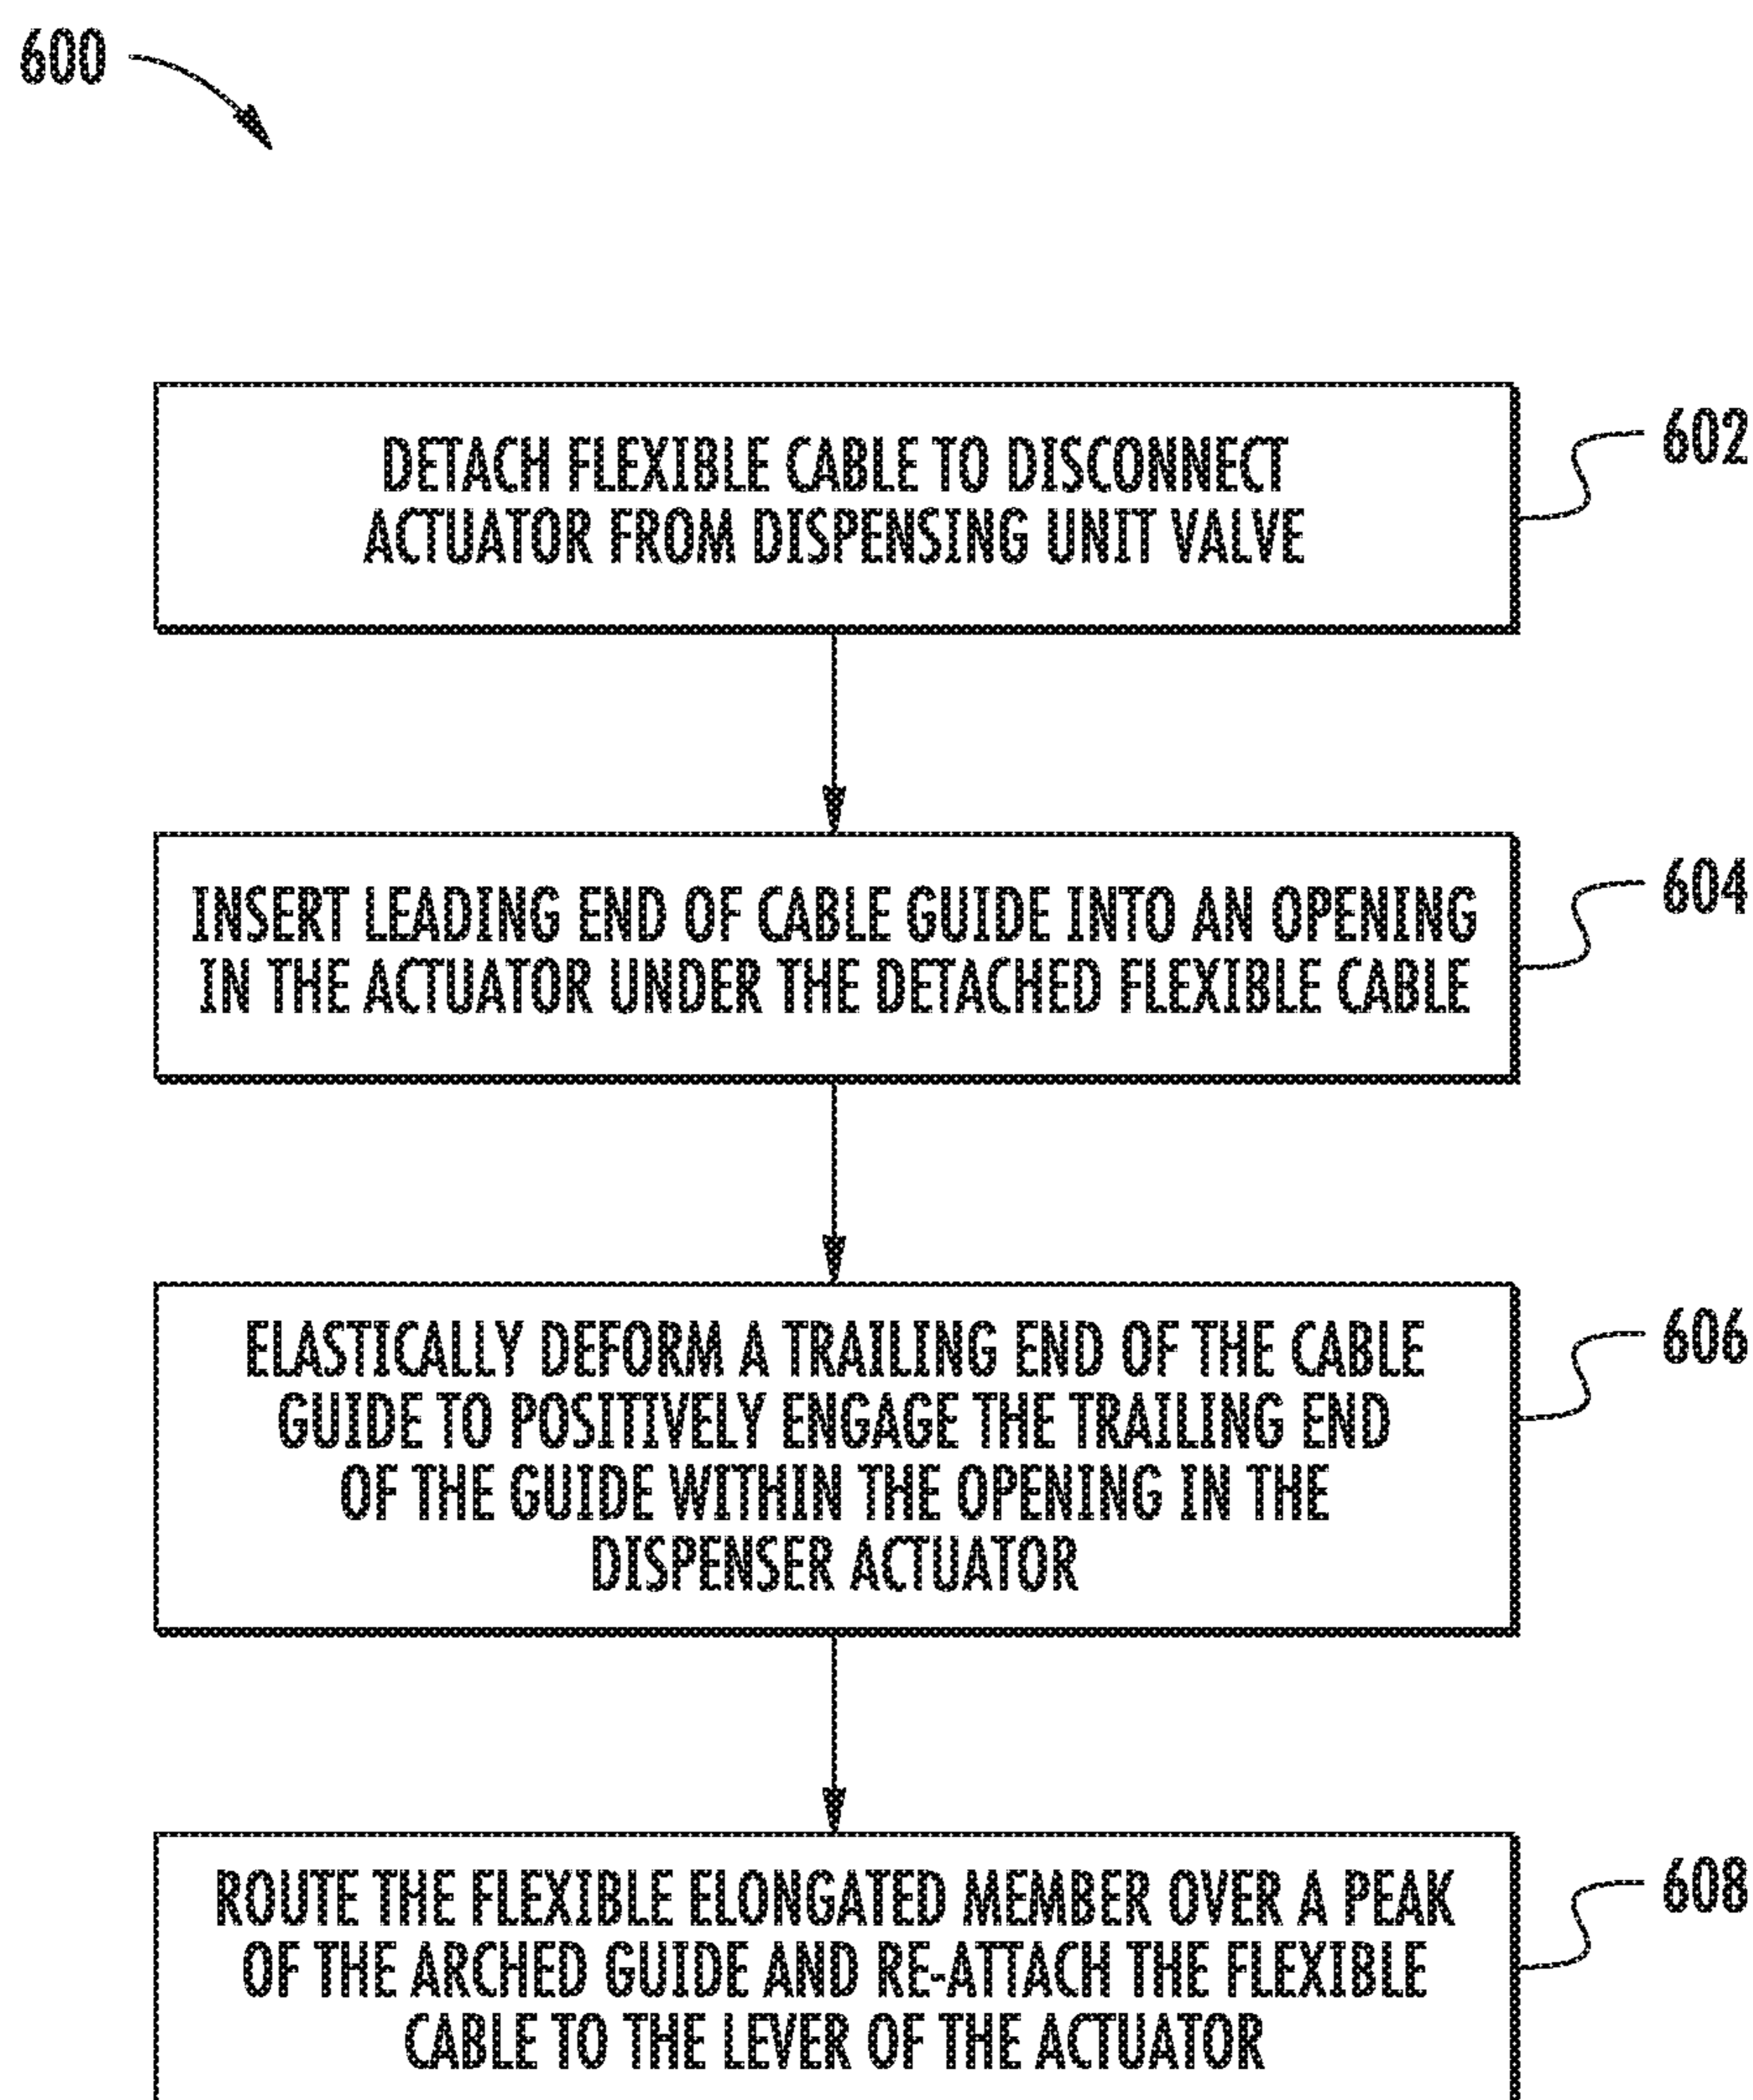 600
DETACH FLEXIBLE CABLE TO DISCONNECT
ACTUATOR FROM DISPENSING UNIT VALVE
602
INSERT LEADING END OF CABLE GUIDE INTO AN OPENING
IN THE ACTUATOR UNDER THE DETACHED FLEXIBLE CABLE
604
ELASTICALLY DEFORM A TRAILING END OF THE CABLE
GUIDE TO POSITIVELY ENGAGE THE TRAILING END
OF THE GUIDE WITHIN THE OPENING IN THE
DISPENSER ACTUATOR
606
ROUTE THE FLEXIBLE ELONGATED MEMBER OVER A PEAK
OF THE ARCHED GUIDE AND RE-ATTACH THE FLEXIBLE
CABLE TO THE LEVER OF THE ACTUATOR
608